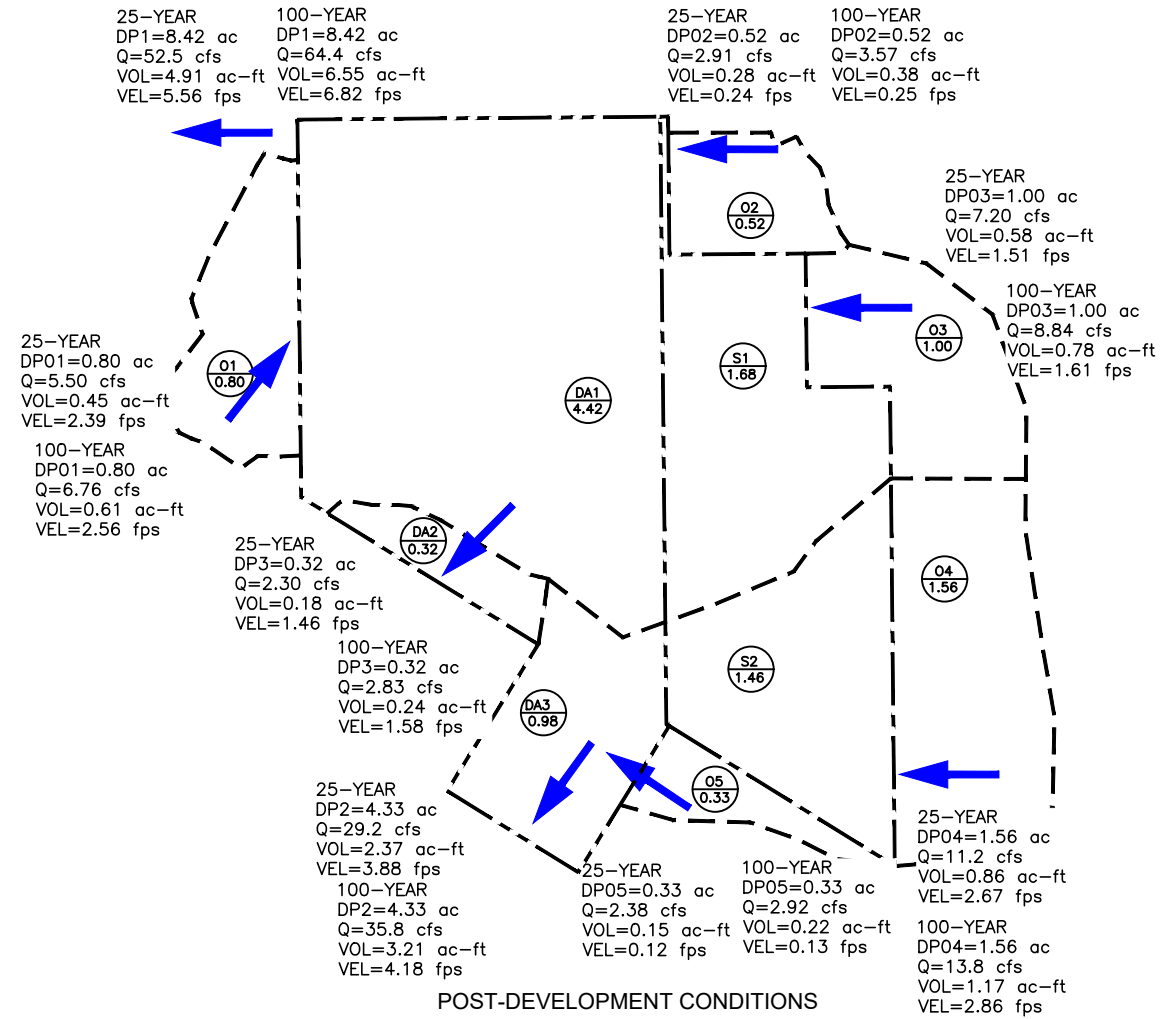 25-YEAR
DP1=8.42 ac
Q=52.5 cfs
VOL=4.91 ac-ft
VEL=5.56 fps
100-YEAR
DP1=8.42 ac
Q=64.4 cfs
VOL=6.55 ac-ft
VEL=6.82 fps
25-YEAR
DP02=0.52 ac
Q=2.91 cfs
VOL=0.28 ac-ft
VEL=0.24 fps
100-YEAR
DP02=0.52 ac
Q=3.57 cfs
VOL=0.38 ac-ft
VEL=0.25 fps
25-YEAR
DP03=1.00 ac
Q=7.20 cfs
VOL=0.58 ac-ft
VEL=1.51 fps
O2
0.52
100-YEAR
DP03=1.00 ac
Q=8.84 cfs
VOL=0.78 ac-ft
VEL=1.61 fps
O3
1.00
25-YEAR
DP01=0.80 ac
Q=5.50 cfs
VOL=0.45 ac-ft
VEL=2.39 fps
O1
0.80
S1
1.68
DA1
4.42
100-YEAR
DP01=0.80 ac
Q=6.76 cfs
VOL=0.61 ac-ft
VEL=2.56 fps
DA2
0.32
25-YEAR
DP3=0.32 ac
Q=2.30 cfs
VOL=0.18 ac-ft
VEL=1.46 fps
O4
1.56
100-YEAR
DP3=0.32 ac
Q=2.83 cfs
VOL=0.24 ac-ft
VEL=1.58 fps
S2
1.46
DA3
0.98
O5
0.33
25-YEAR
DP2=4.33 ac
Q=29.2 cfs
VOL=2.37 ac-ft
VEL=3.88 fps
100-YEAR
DP2=4.33 ac
Q=35.8 cfs
VOL=3.21 ac-ft
VEL=4.18 fps
25-YEAR
DP05=0.33 ac
Q=2.38 cfs
VOL=0.15 ac-ft
VEL=0.12 fps
100-YEAR
DP05=0.33 ac
Q=2.92 cfs
VOL=0.22 ac-ft
VEL=0.13 fps
25-YEAR
DP04=1.56 ac
Q=11.2 cfs
VOL=0.86 ac-ft
VEL=2.67 fps
100-YEAR
DP04=1.56 ac
Q=13.8 cfs
VOL=1.17 ac-ft
VEL=2.86 fps
POST-DEVELOPMENT CONDITIONS